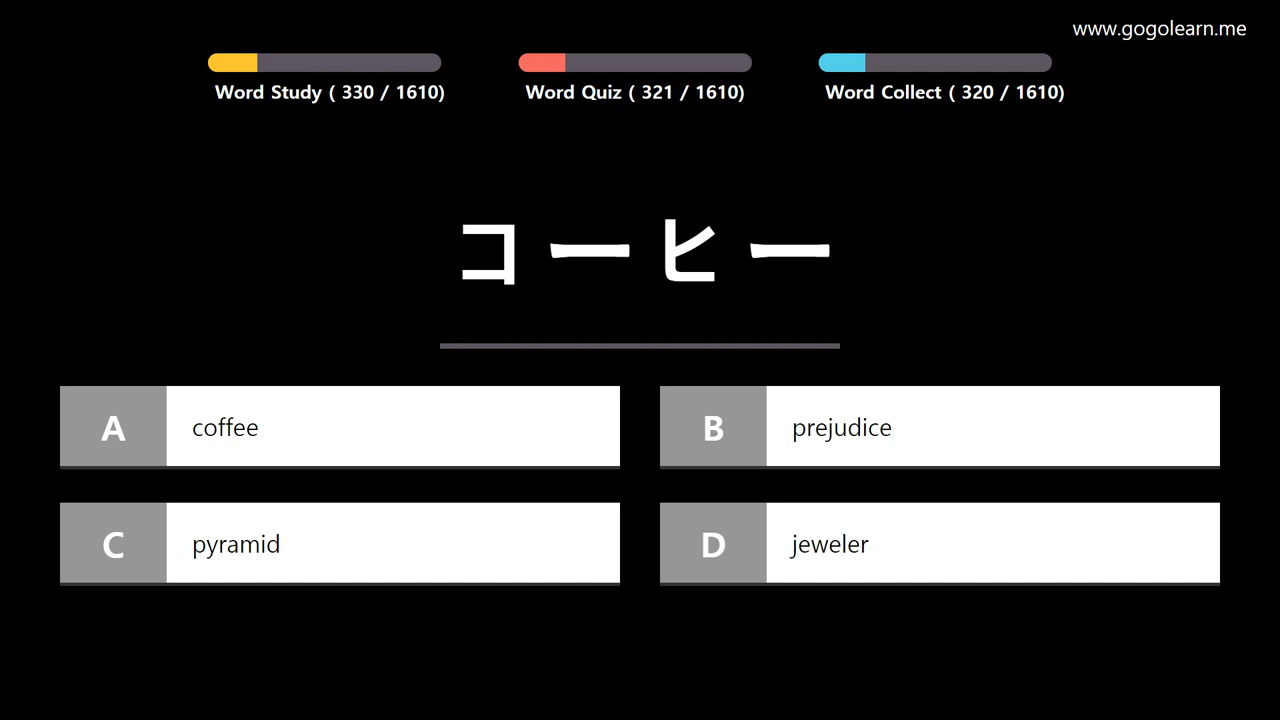 www.gogolearn.me
Word Study ( 330 / 1610)
Word Quiz ( 321 / 1610)
Word Collect ( 320 / 1610)
コーヒー
A coffee
B prejudice
C pyramid
D jeweler